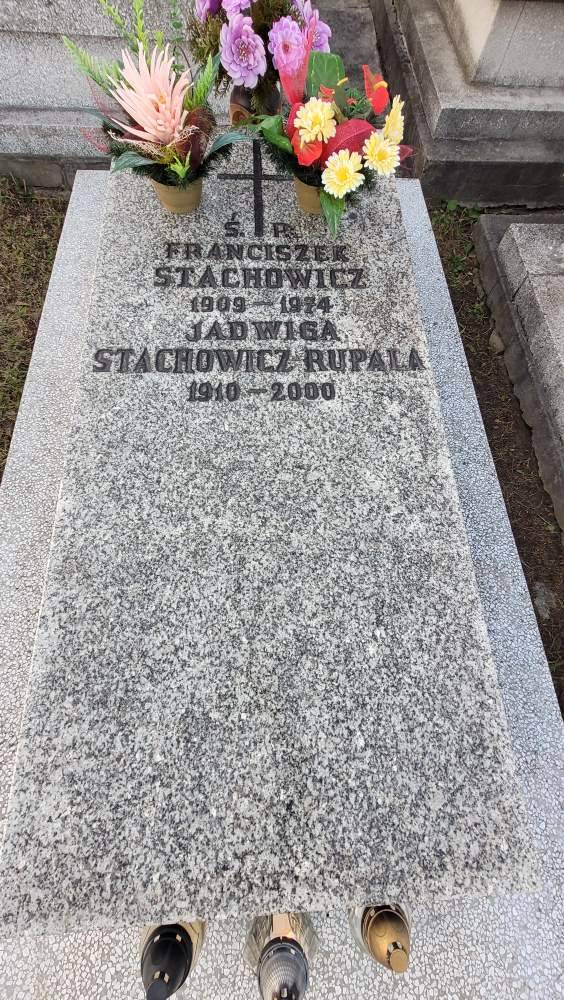 Ś. P.
FRANCISZEK
STACHOWICZ
1909-1974
JADWIGA
STACHOWICZ-RUPALA
1910-2000